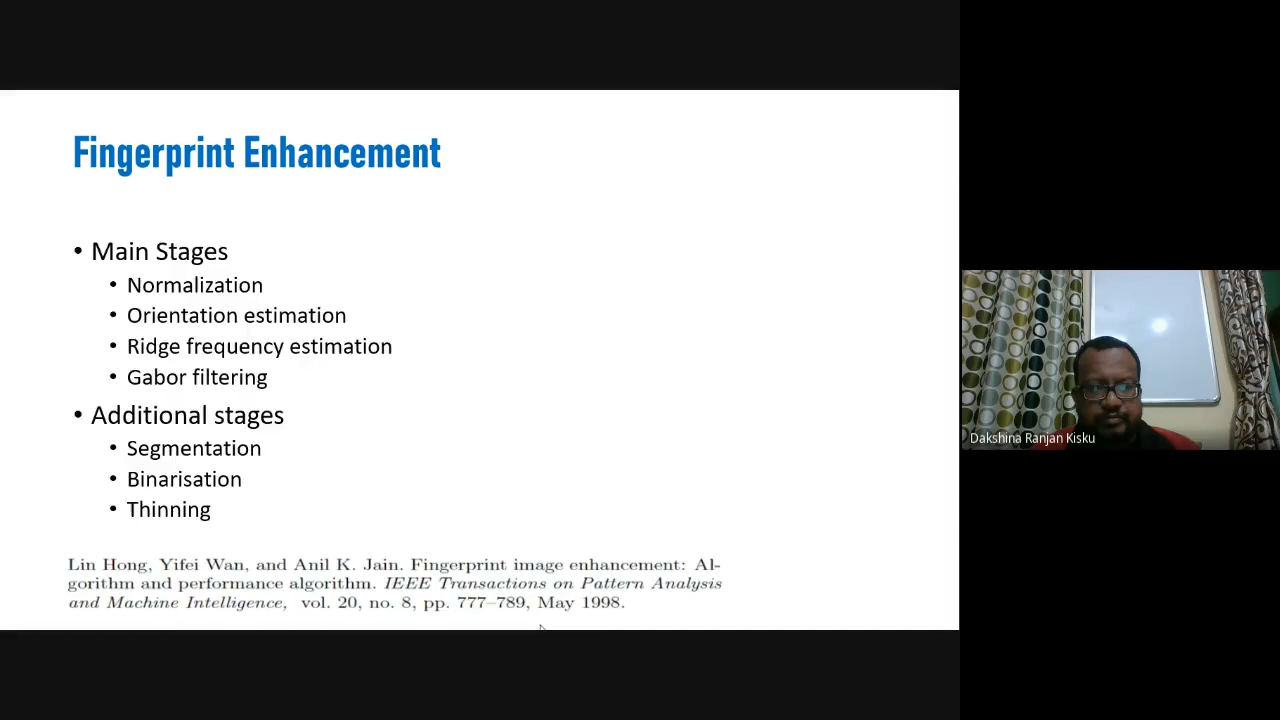 Fingerprint Enhancement
• Main Stages
• Normalization
• Orientation estimation
• Ridge frequency estimation
• Gabor filtering
• Additional stages
• Segmentation
• Binarisation
• Thinning
Lin Hong, Yifei Wan, and Anil K. Jain. Fingerprint image enhancement: Al-
gorithm and performance algorithm. IEEE Transactions on Pattern Analysis
and Machine Intelligence, vol. 20, no. 8, pp. 777–789, May 1998.
Dakshina Ranjan Kisku